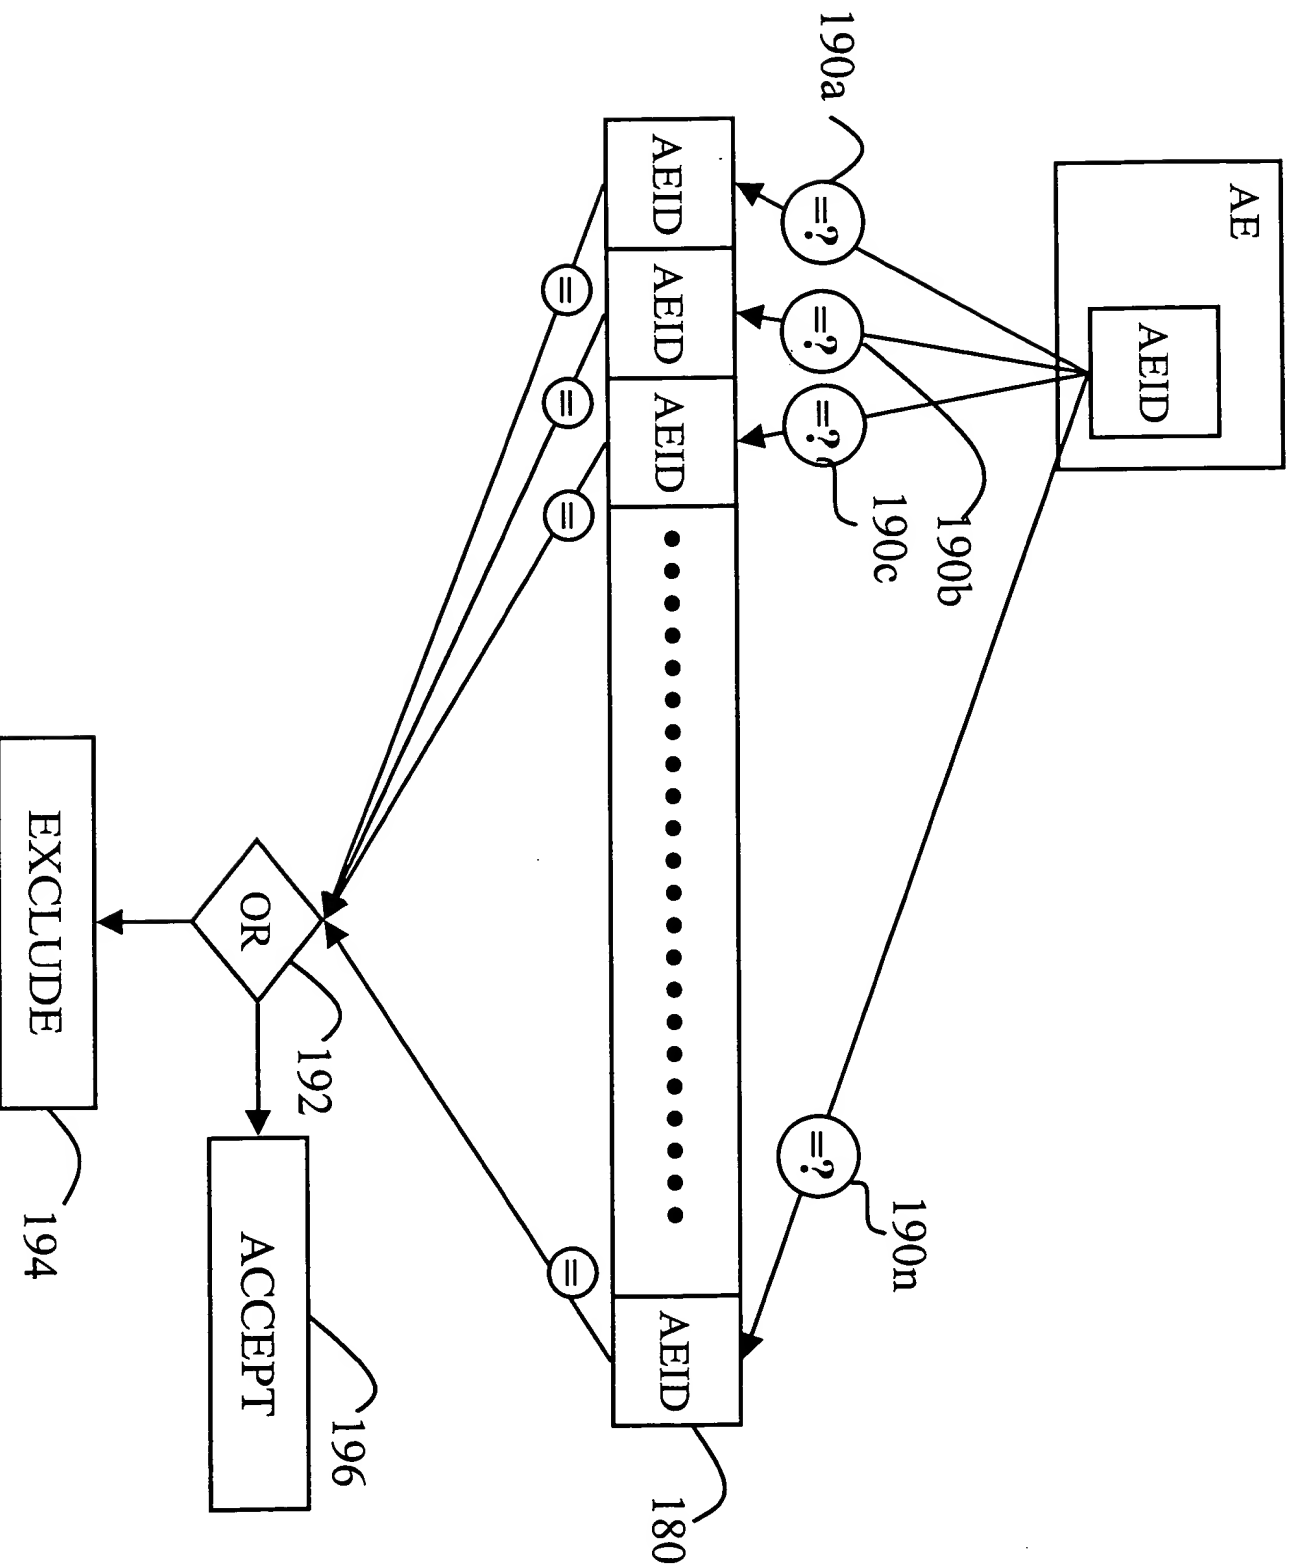 AE
AEID
190a
190b
190c
190n
=?
=?
=?
=?
AEID
AEID
AEID
AEID
180
=
=
=
=
OR
192
ACCEPT
196
EXCLUDE
194